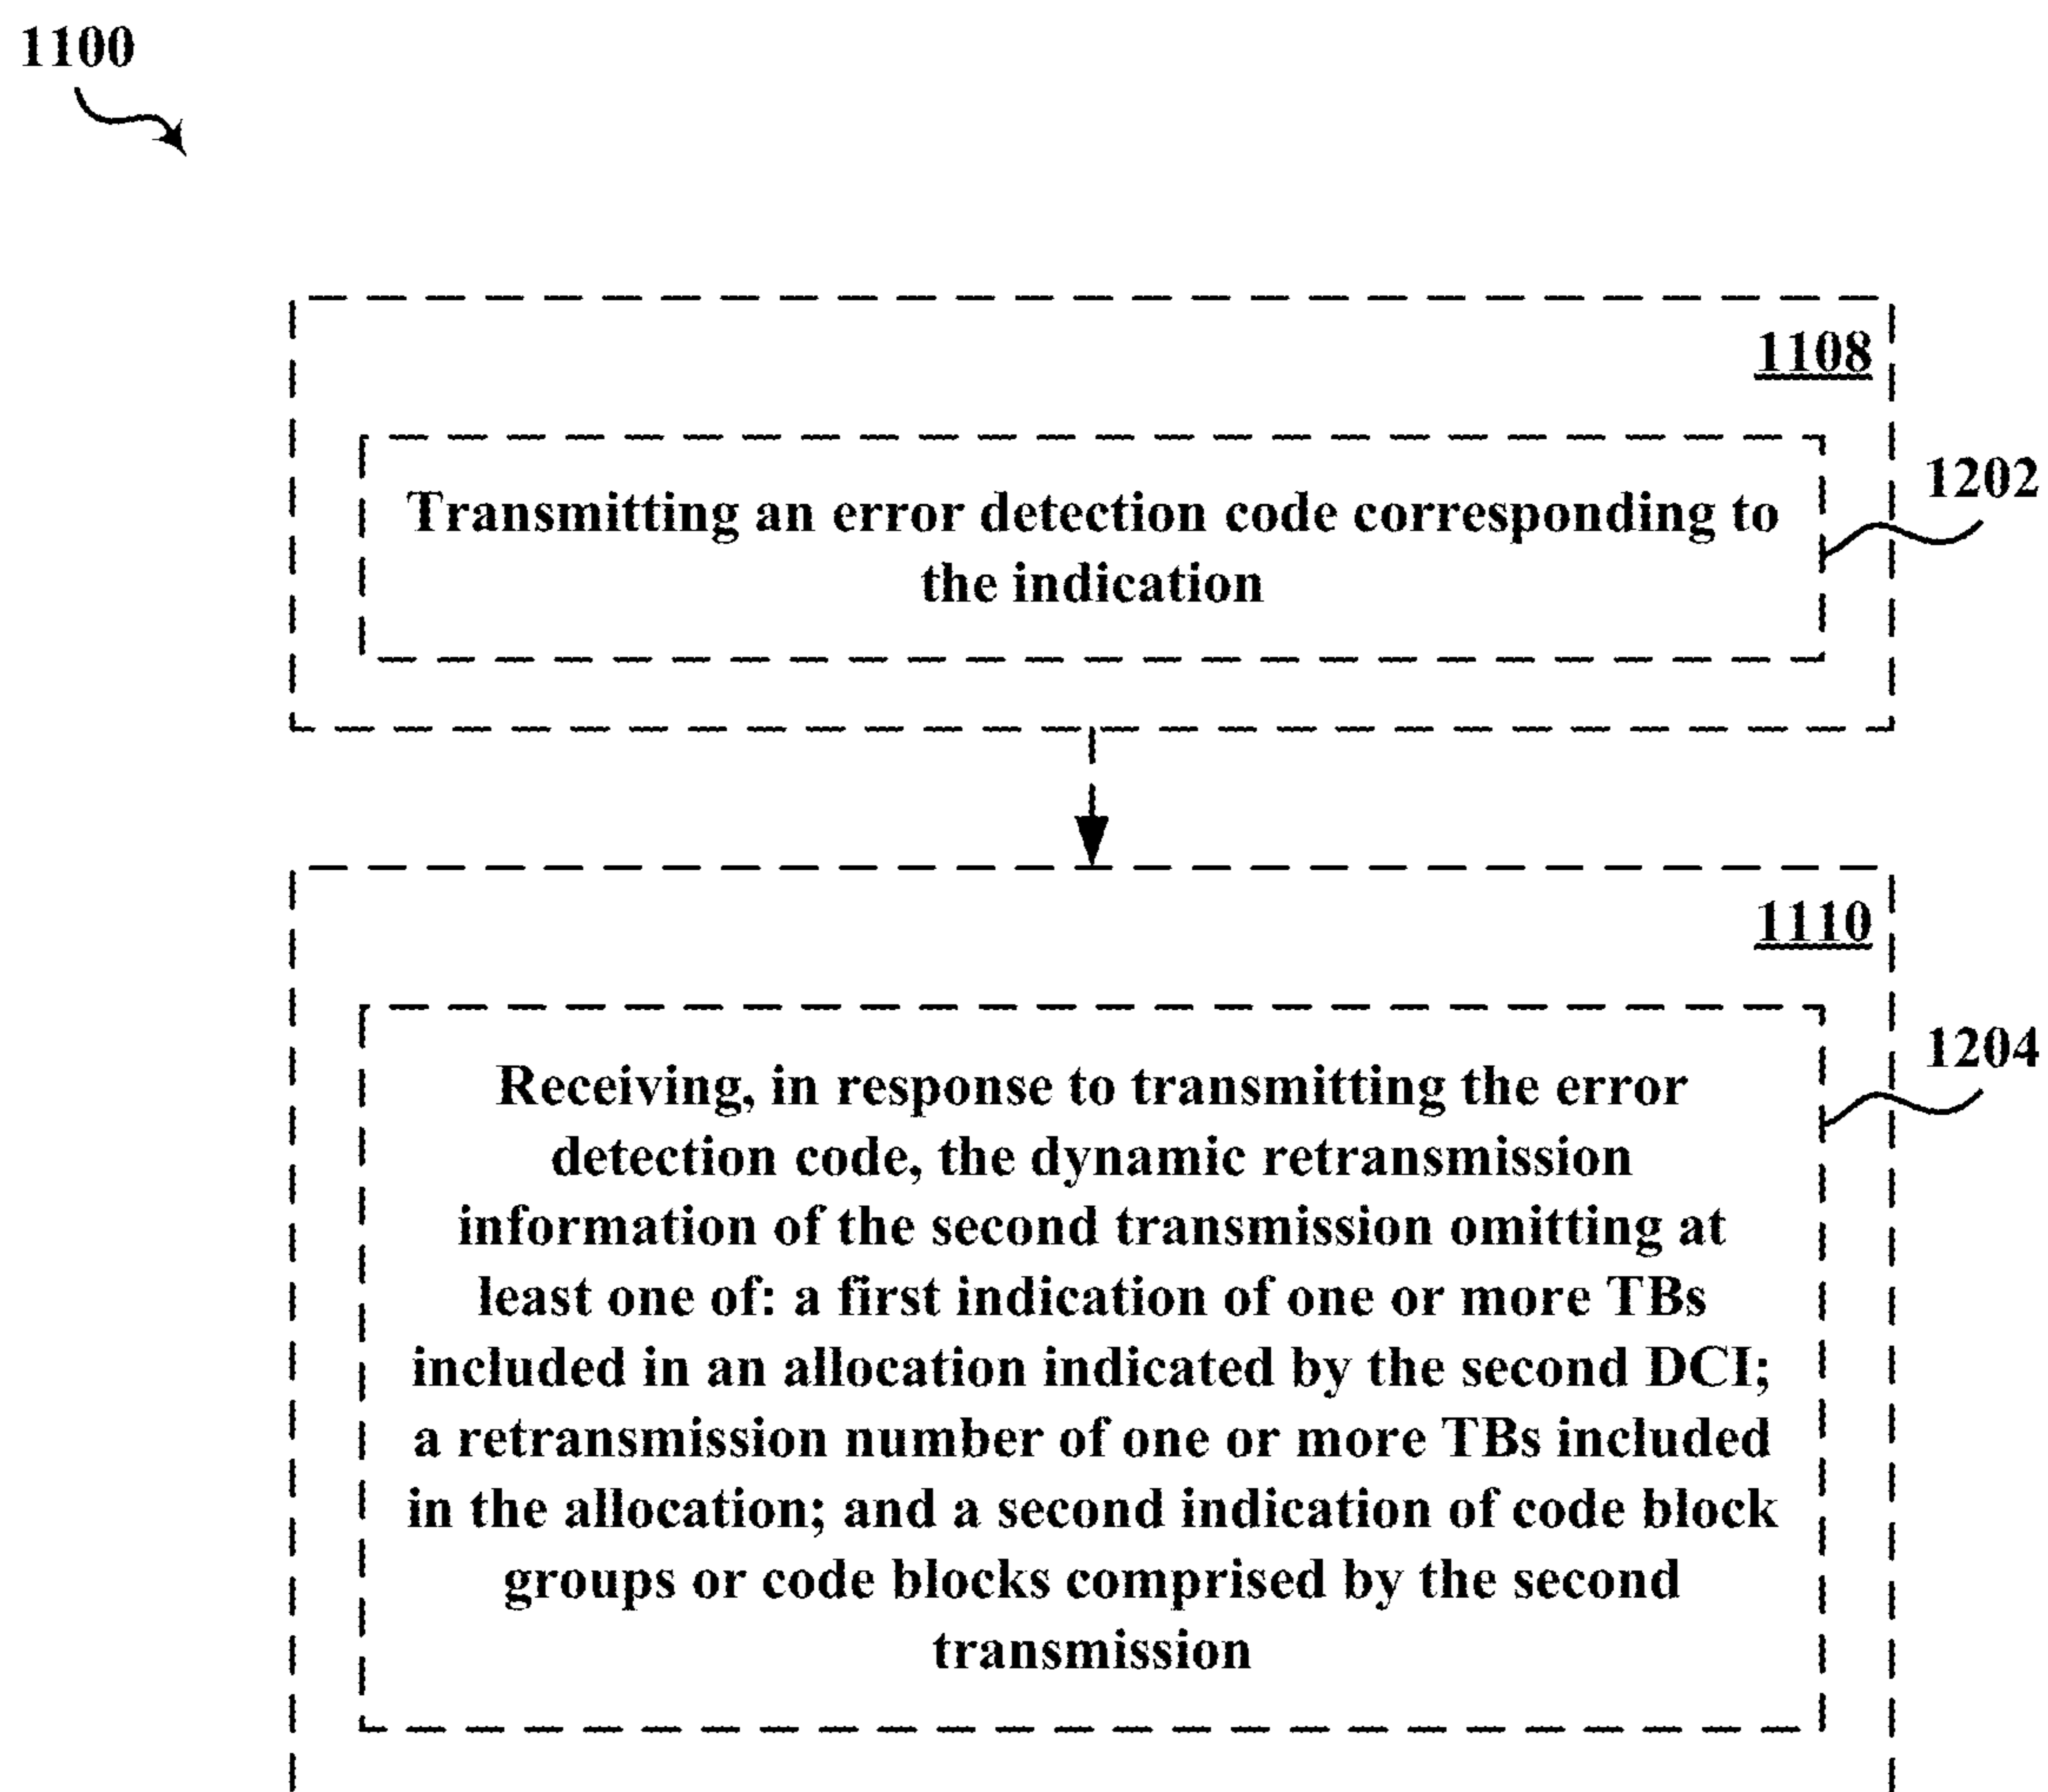 1100
1108
Transmitting an error detection code corresponding to
the indication
1202
1110
Receiving, in response to transmitting the error
detection code, the dynamic retransmission
information of the second transmission omitting at
least one of: a first indication of one or more TBs
included in an allocation indicated by the second DCI;
a retransmission number of one or more TBs included
in the allocation; and a second indication of code block
groups or code blocks comprised by the second
transmission
1204